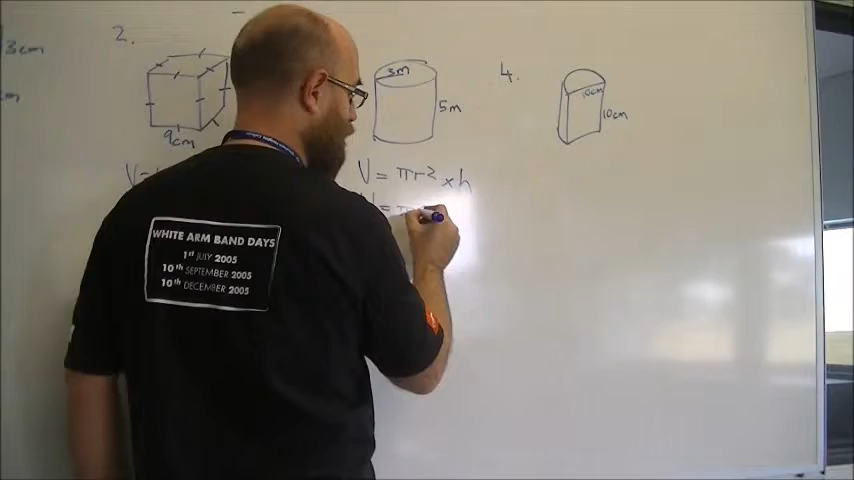 3cm
cm
2.
9cm
V=
3m
5m
V = πr² × h
= π
4.
10cm
10cm
WHITE ARM BAND DAYS
1st JULY 2005
10th SEPTEMBER 2005
10th DECEMBER 2005